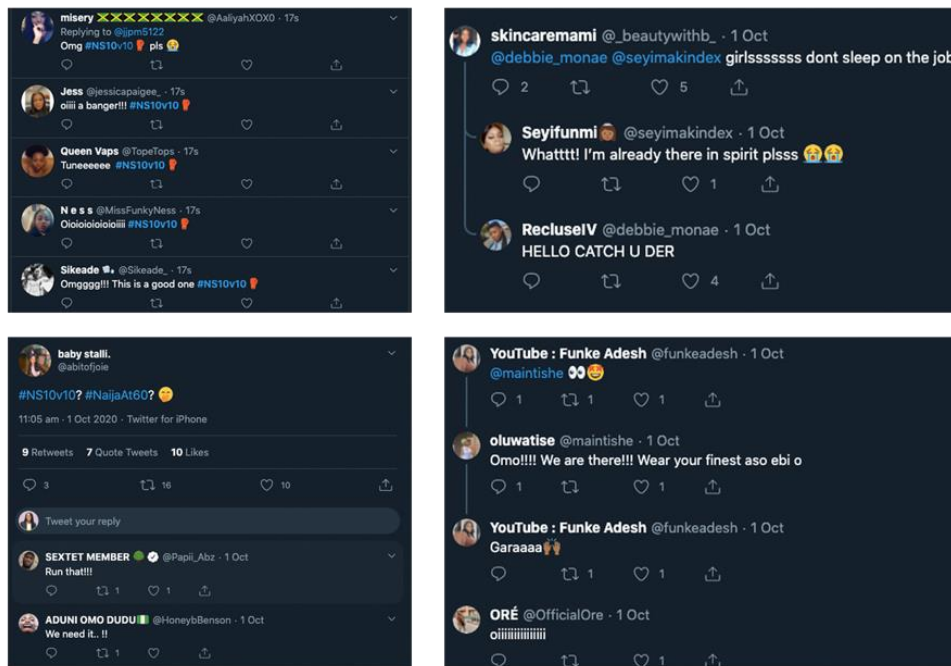 misery @AaliyahXOX0 · 17s
Replying to @jjpm5122
Omg #NS10v10 pls 😭
Jess @jessicapaigee_ · 17s
oiiii a banger!!! #NS10v10
Queen Vaps @TopeTops · 17s
Tuneeeeee #NS10v10
N e s s @MissFunkyNess · 17s
Oioioioioioioiiii #NS10v10
Sikeade @Sikeade_ · 17s
Omgggg!!! This is a good one #NS10v10
skincaremami @_beautywithb_ · 1 Oct
@debbie_monae @seyimakindex girlsssssss dont sleep on the job
2 5
Seyifunmi @seyimakindex · 1 Oct
Whatttt! I’m already there in spirit plsss 😭😭
1
RecluseIV @debbie_monae · 1 Oct
HELLO CATCH U DER
4
baby stalli.
@abitofjoie
#NS10v10? #NaijaAt60? 🤭
11:05 am · 1 Oct 2020 · Twitter for iPhone
9 Retweets 7 Quote Tweets 10 Likes
3 16 10
Tweet your reply
SEXTET MEMBER @Papii_Abz · 1 Oct
Run that!!!
1 1
ADUNI OMO DUDU🇳🇬 @HoneybBenson · 1 Oct
We need it.. !!
1
YouTube : Funke Adesh @funkeadesh · 1 Oct
@maintishe 👀🤩
1 1 1
oluwatise @maintishe · 1 Oct
Omo!!!! We are there!!! Wear your finest aso ebi o
1 1
YouTube : Funke Adesh @funkeadesh · 1 Oct
Garaaaa🙌🏾
1 1
ORÉ @OfficialOre · 1 Oct
oiiiiiiiiiiiiiii
1